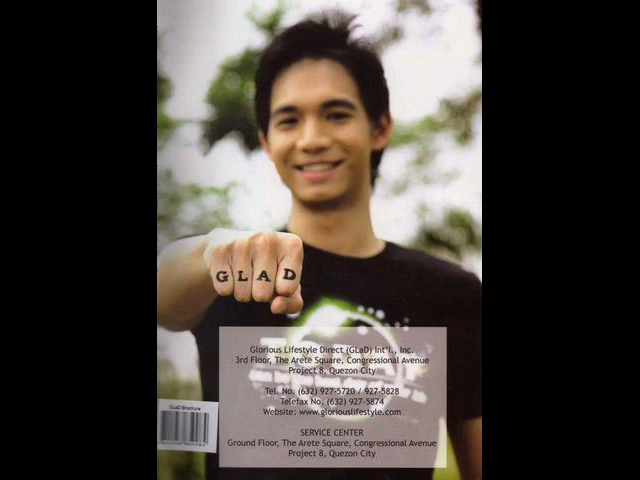 GLAD
Glorious Lifestyle Direct (GLaD) Int'l., Inc.
3rd Floor, The Arete Square, Congressional Avenue
Project 8, Quezon City
Tel. No. (632) 927-5720 / 927-5828
Telefax No. (632) 927-5874
Website: www.gloriouslifestyle.com
SERVICE CENTER
Ground Floor, The Arete Square, Congressional Avenue
Project 8, Quezon City
GLaD Brochure